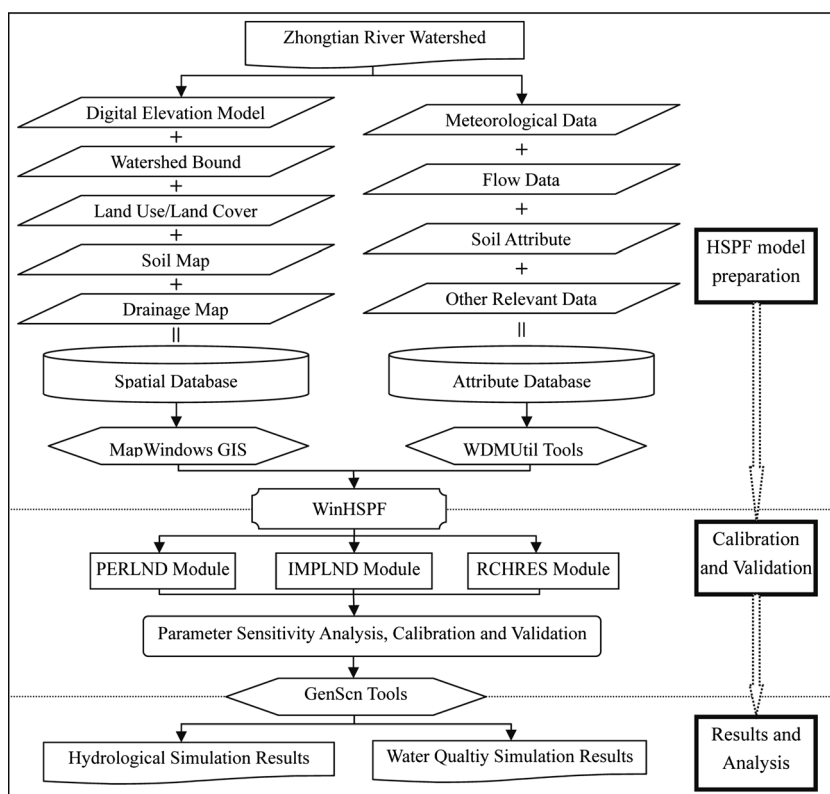 Zhongtian River Watershed
Digital Elevation Model
+
Watershed Bound
+
Land Use/Land Cover
+
Soil Map
+
Drainage Map
=
Spatial Database
MapWindows GIS
Meteorological Data
+
Flow Data
+
Soil Attribute
+
Other Relevant Data
=
Attribute Database
WDMUtil Tools
WinHSPF
PERLND Module
IMPLND Module
RCHRES Module
Parameter Sensitivity Analysis, Calibration and Validation
GenScn Tools
Hydrological Simulation Results
Water Qualtiy Simulation Results
HSPF model
preparation
Calibration
and Validation
Results and
Analysis